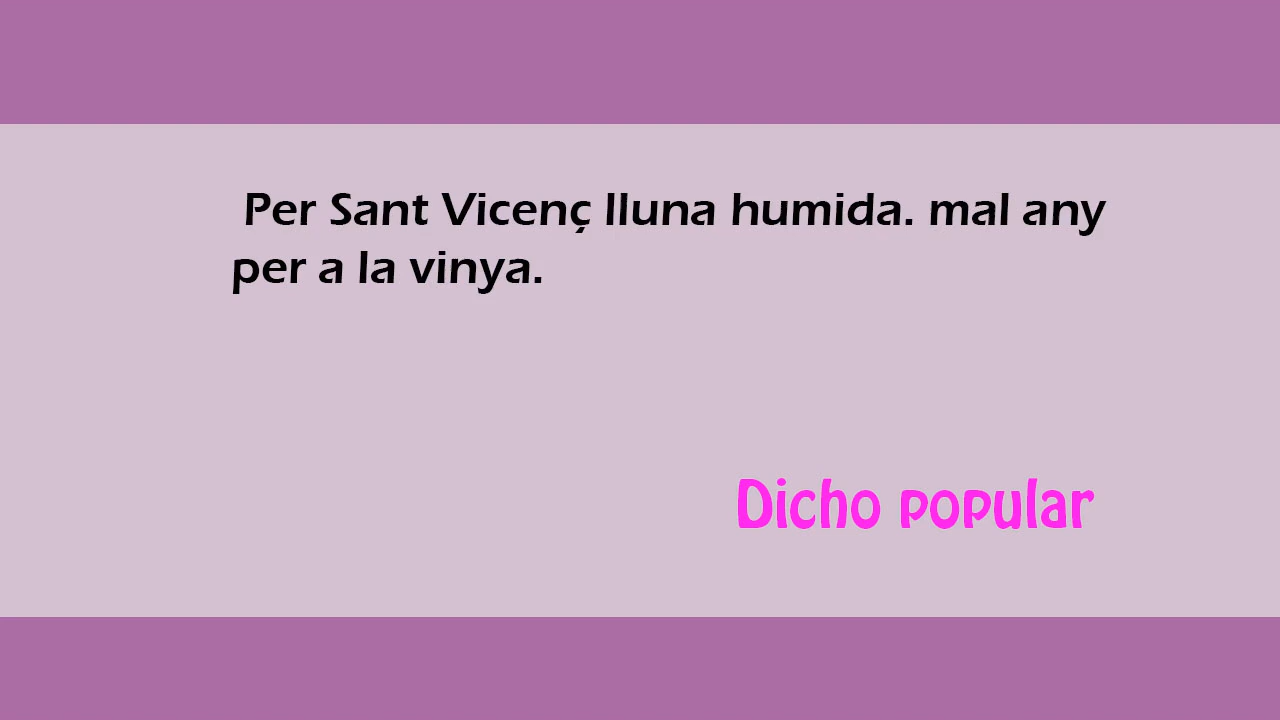 Per Sant Vicenç lluna humida. mal any
per a la vinya.
Dicho popular